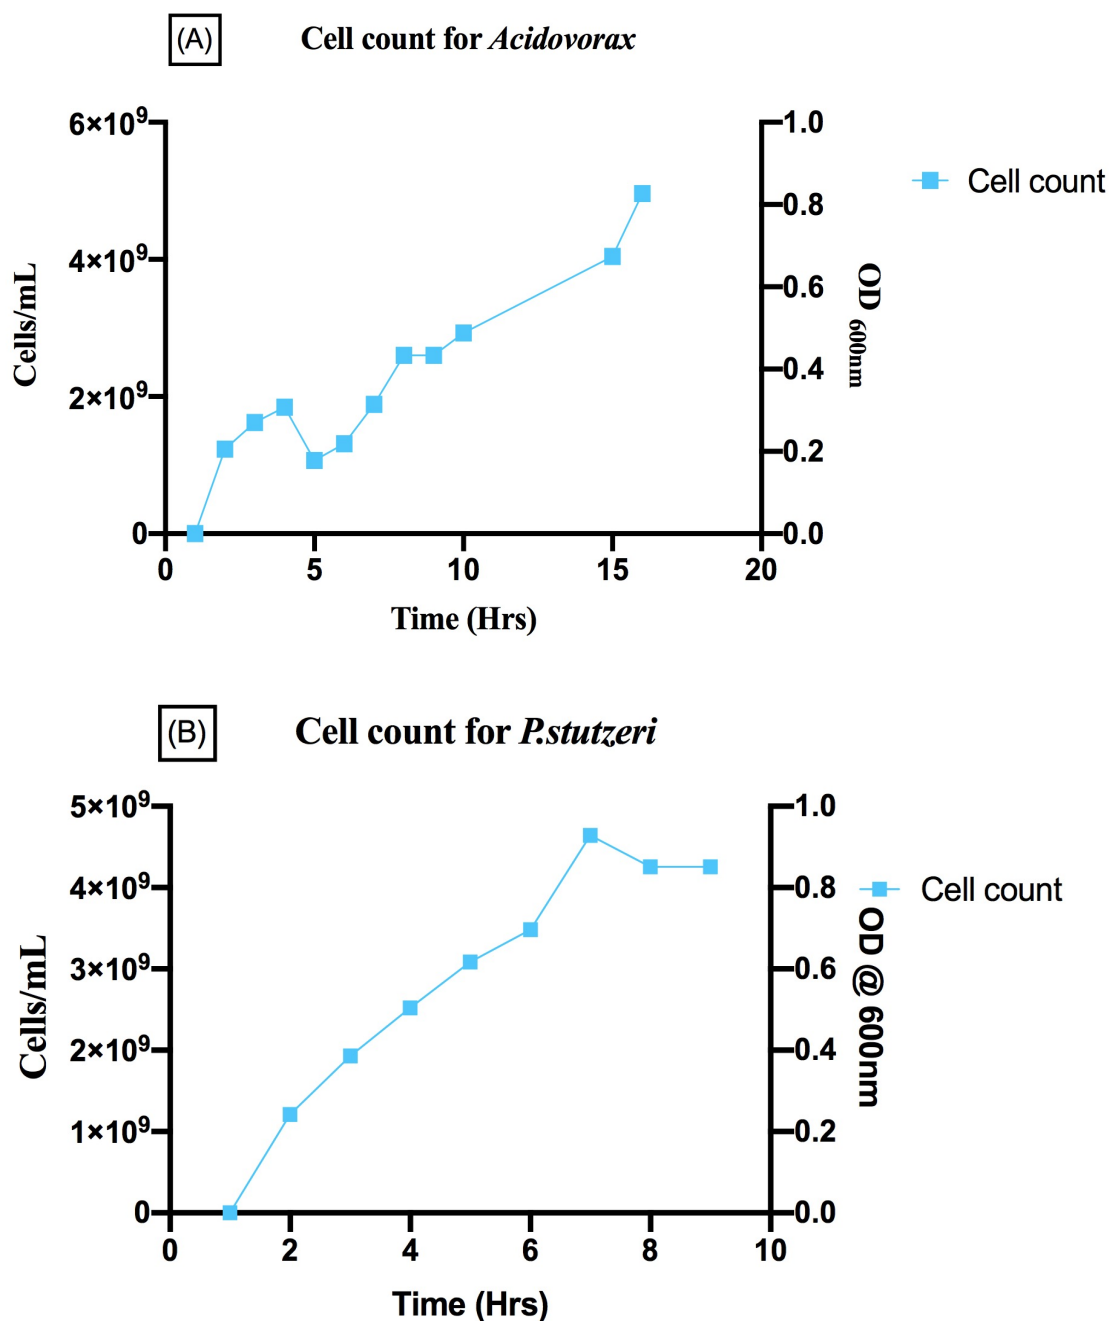 (A)
Cell count for Acidovorax
6×10⁹
4×10⁹
2×10⁹
0
Cells/mL
1.0
0.8
0.6
0.4
0.2
0.0
OD 600nm
Cell count
0 5 10 15 20
Time (Hrs)
(B)
Cell count for P.stutzeri
5×10⁹
4×10⁹
3×10⁹
2×10⁹
1×10⁹
0
Cells/mL
1.0
0.8
0.6
0.4
0.2
0.0
OD @ 600nm
Cell count
0 2 4 6 8 10
Time (Hrs)